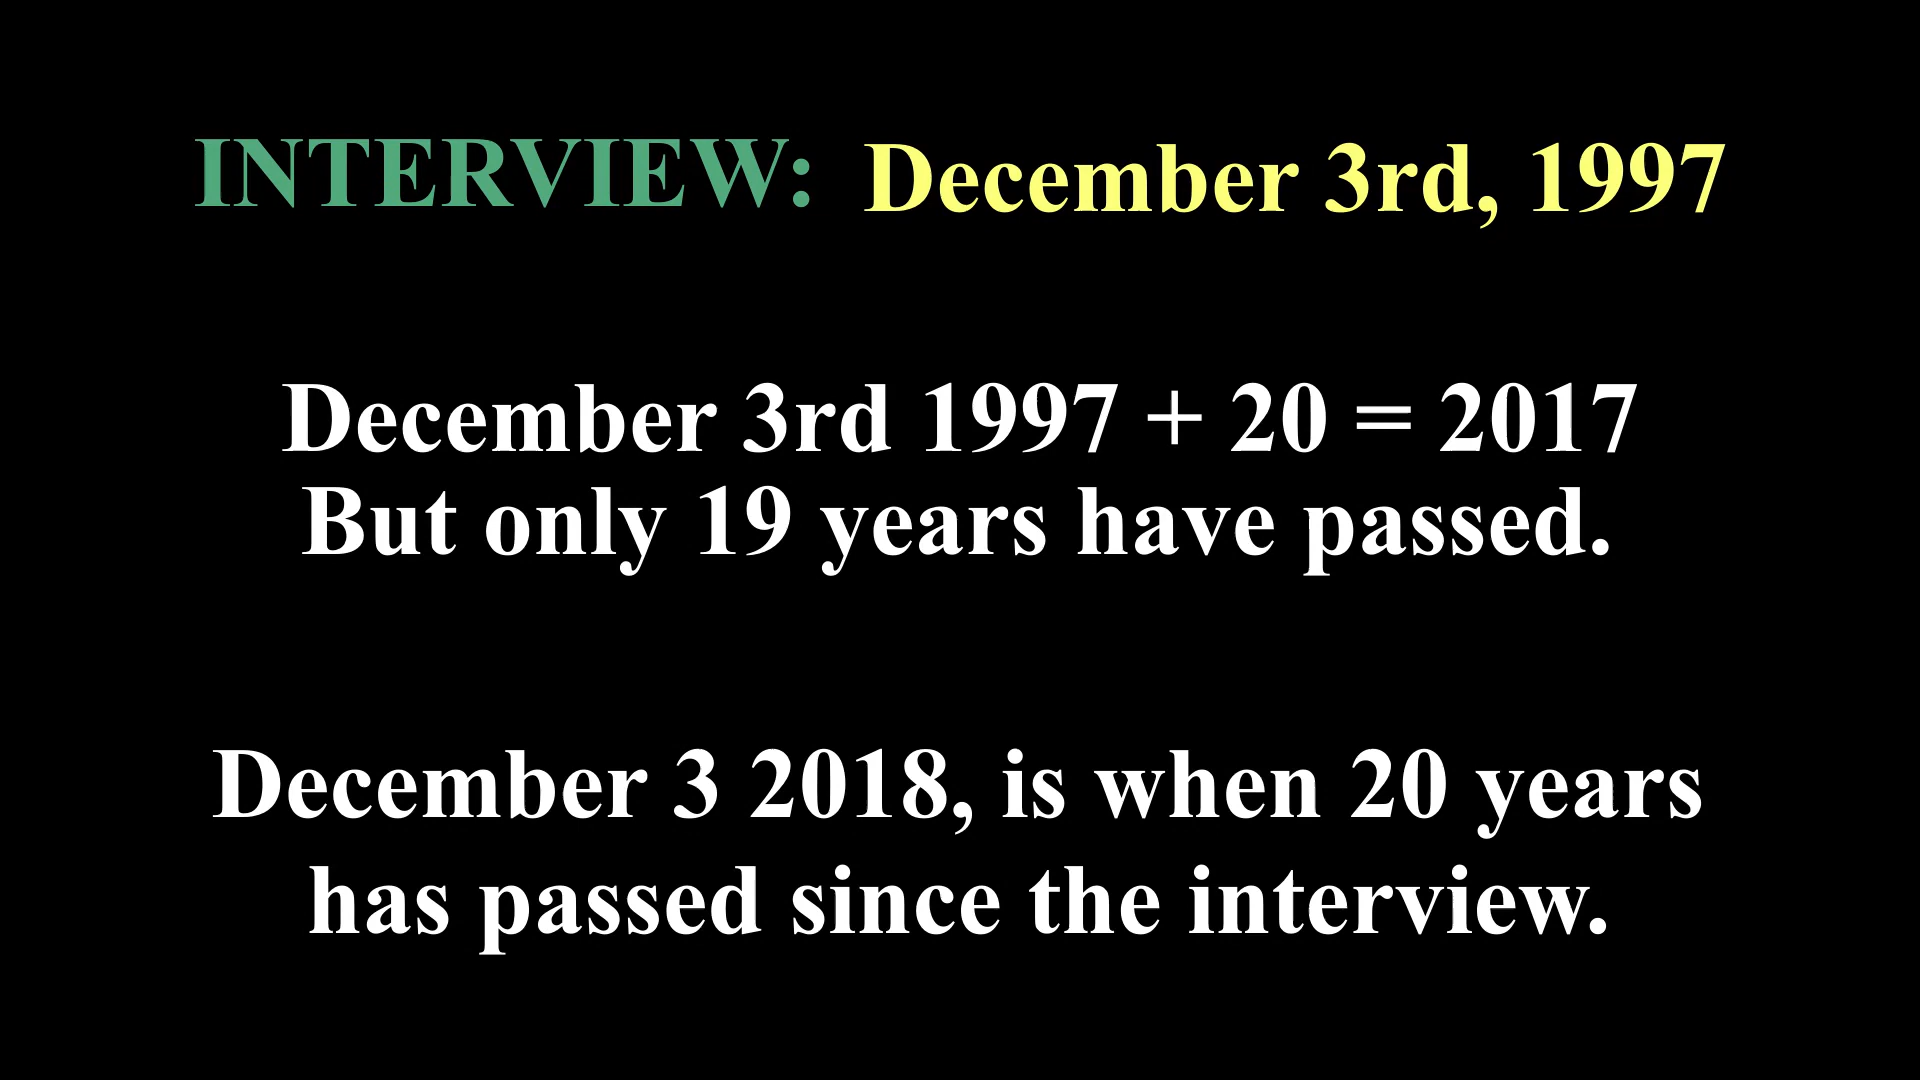 INTERVIEW: December 3rd, 1997
December 3rd 1997 + 20 = 2017
But only 19 years have passed.
December 3 2018, is when 20 years
has passed since the interview.